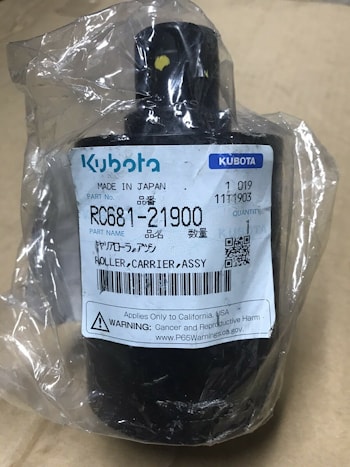 Kubota KUBOTA
MADE IN JAPAN 1 019
PART No. 品番 11T1903
RC681-21900 QUANTITY
PART NAME 品名 数量 1
キャリアローラ,アッシ
ROLLER,CARRIER,ASSY
Applies Only to California, USA
WARNING: Cancer and Reproductive Harm -
www.P65Warnings.ca.gov